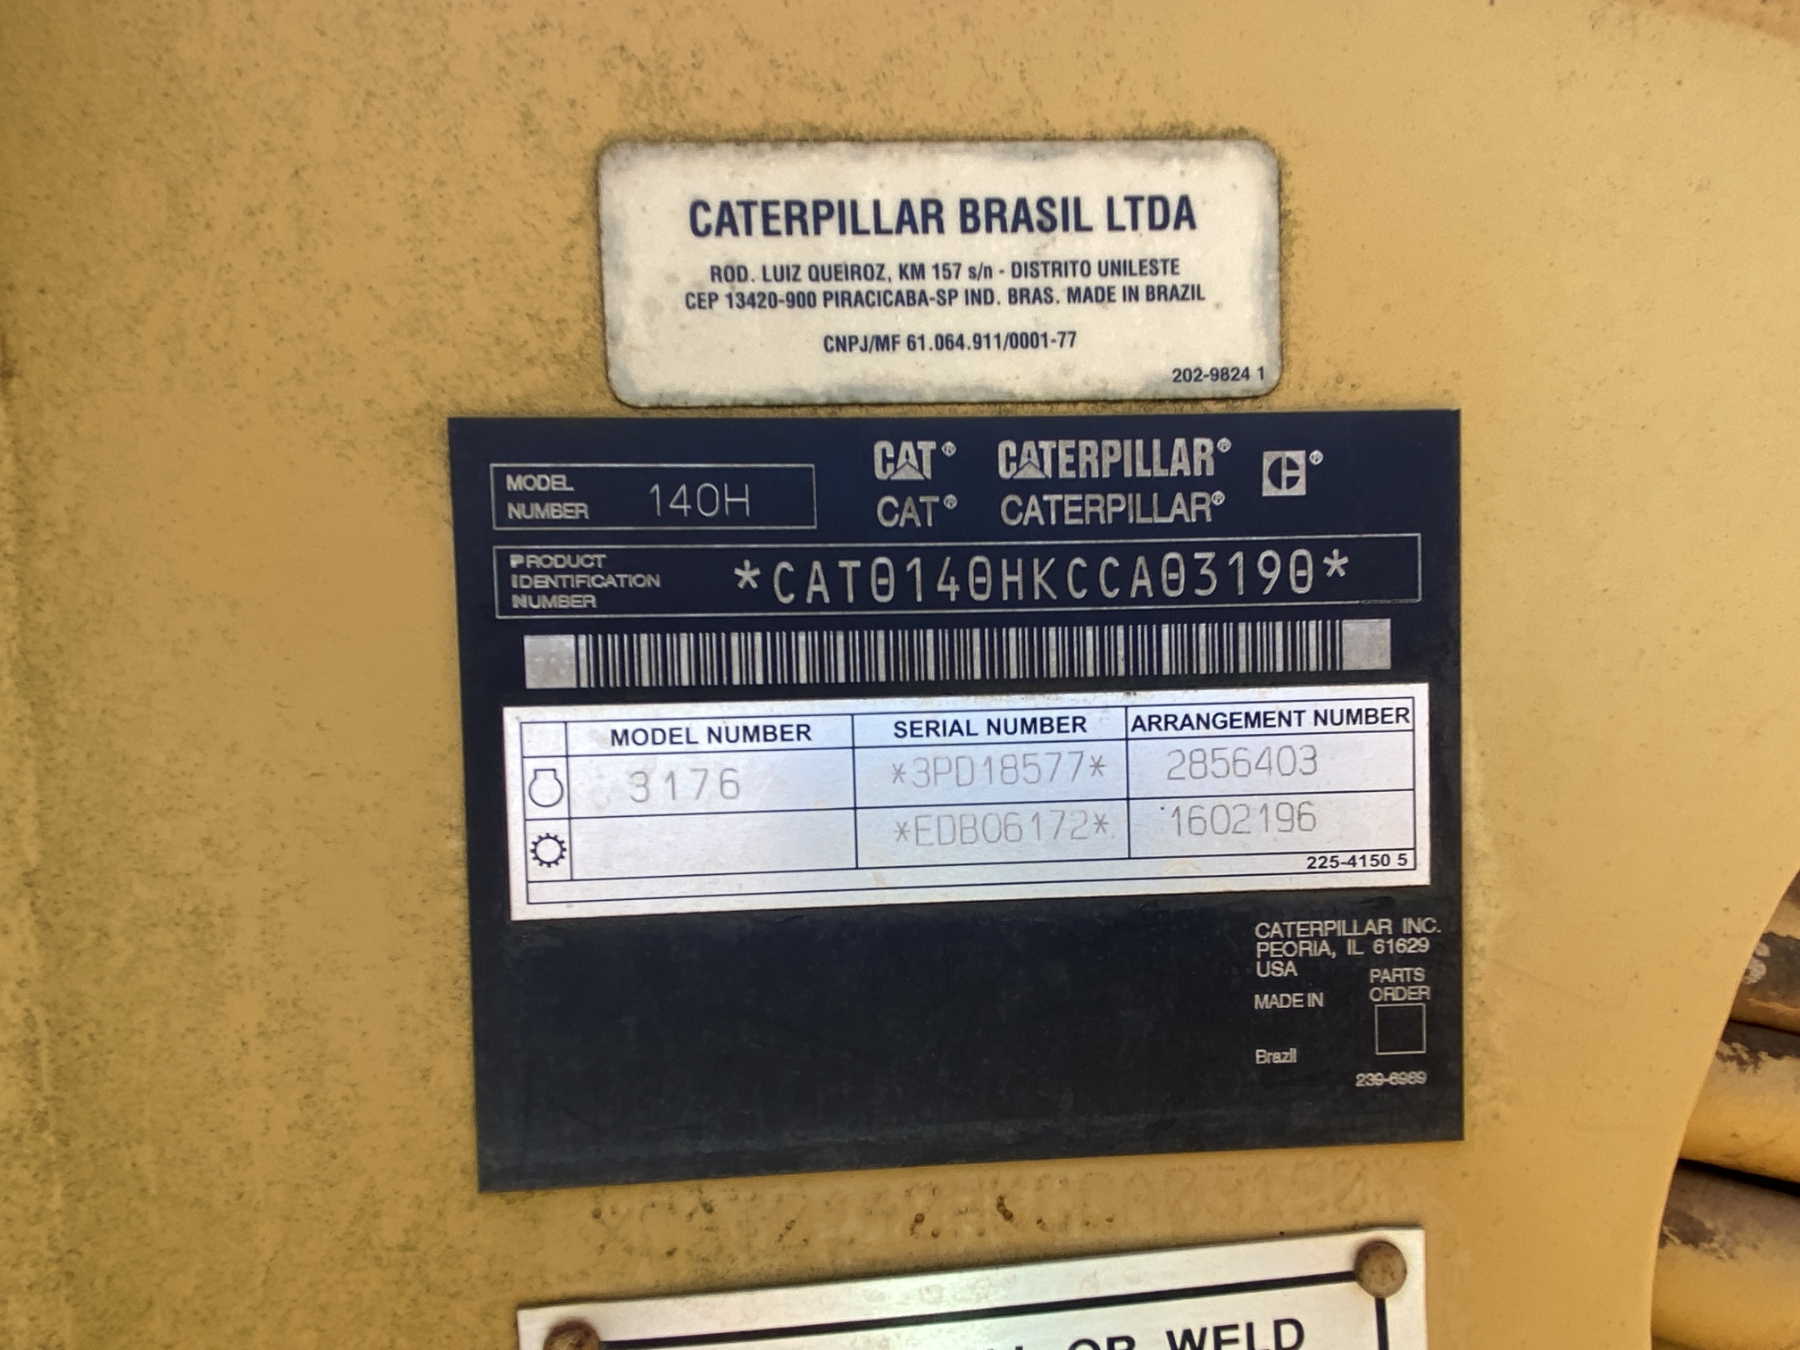 CATERPILLAR BRASIL LTDA
ROD. LUIZ QUEIROZ, KM 157 s/n - DISTRITO UNILESTE
CEP 13420-900 PIRACICABA-SP IND. BRAS. MADE IN BRAZIL
CNPJ/MF 61.064.911/0001-77
202-9824 1
CAT® CATERPILLAR® C®
CAT® CATERPILLAR®
MODEL NUMBER 140H
PRODUCT IDENTIFICATION NUMBER *CAT0140HKCCA03190*
MODEL NUMBER SERIAL NUMBER ARRANGEMENT NUMBER
3176 *3PD18577* 2856403
*EDB06172* 1602196
225-4150 5
CATERPILLAR INC.
PEORIA, IL 61629
USA
PARTS ORDER
MADE IN
Brazil
239-6989
OR WELD